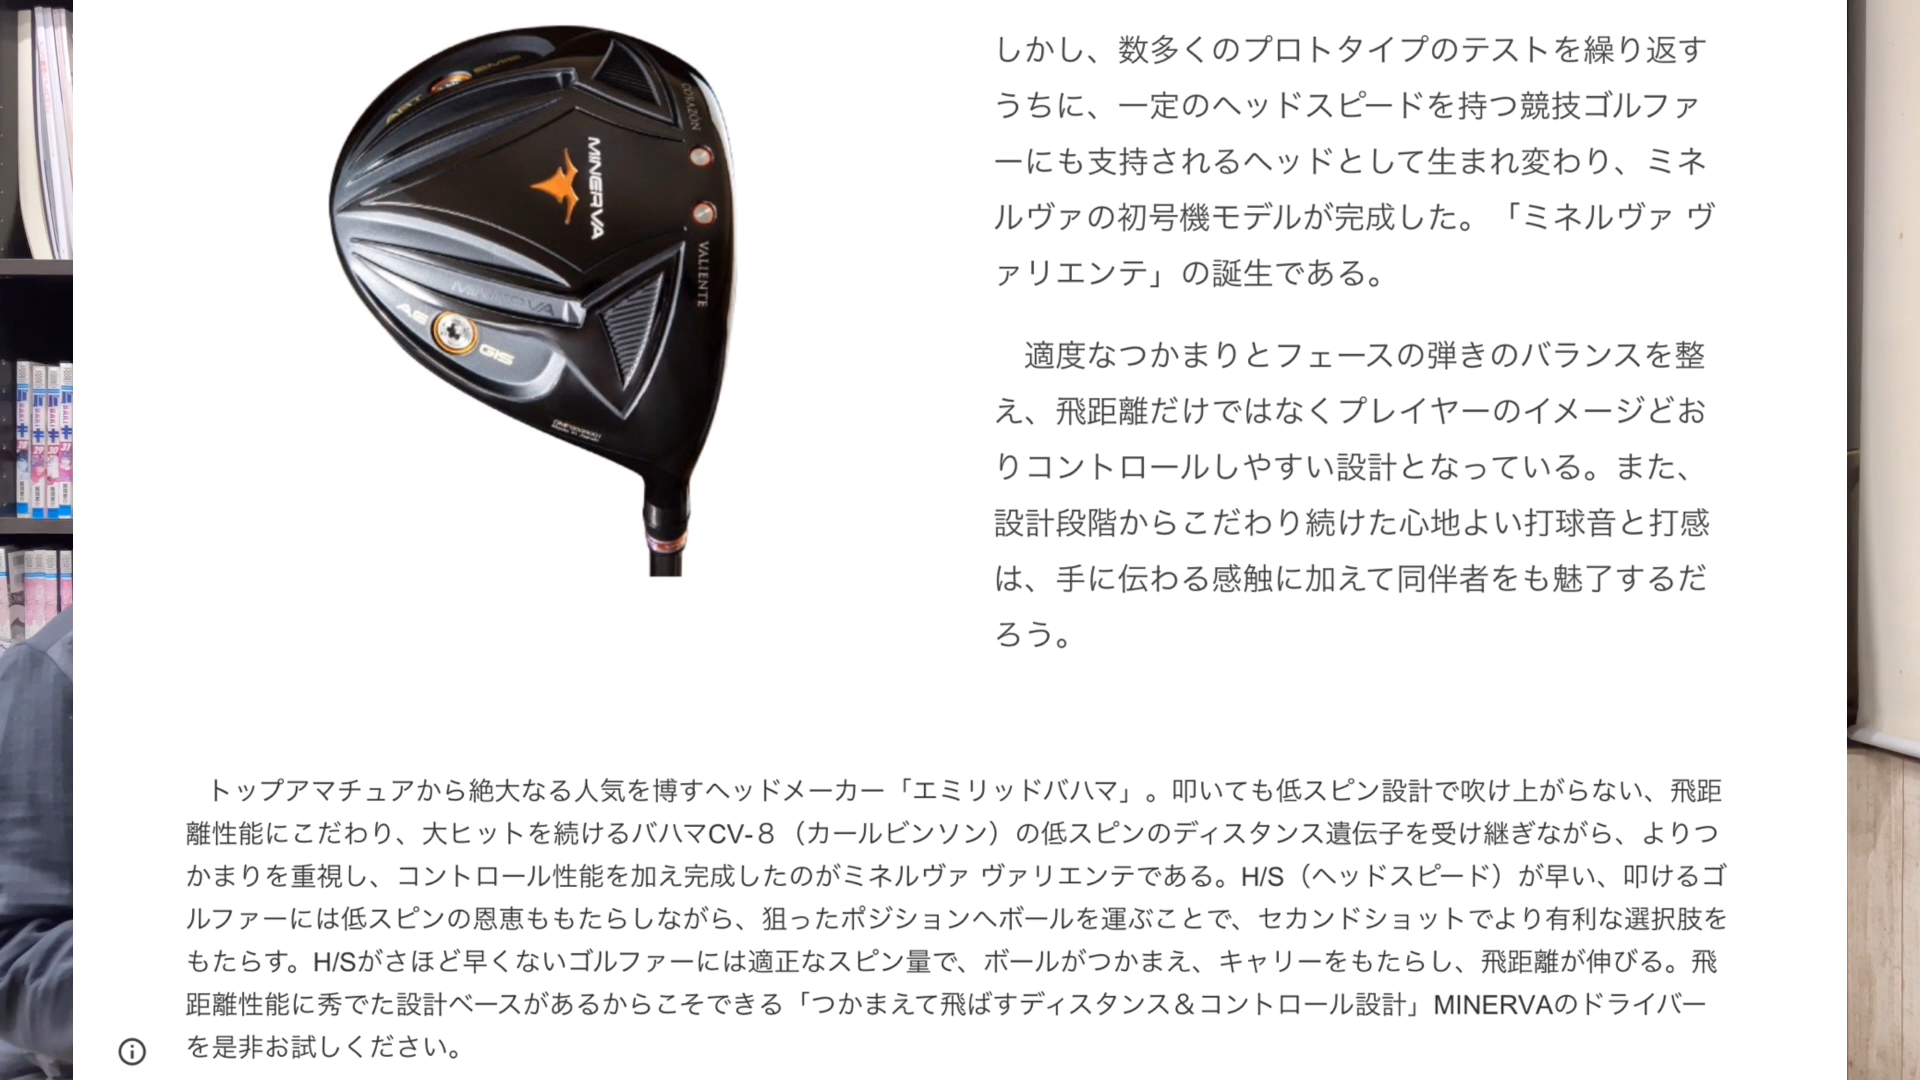 しかし、数多くのプロトタイプのテストを繰り返す
うちに、一定のヘッドスピードを持つ競技ゴルファ
ーにも支持されるヘッドとして生まれ変わり、ミネ
ルヴァの初号機モデルが完成した。「ミネルヴァ ヴ
ァリエンテ」の誕生である。
適度なつかまりとフェースの弾きのバランスを整
え、飛距離だけではなくプレイヤーのイメージどお
りコントロールしやすい設計となっている。また、
設計段階からこだわり続けた心地よい打球音と打感
は、手に伝わる感触に加えて同伴者をも魅了するだ
ろう。
CORAZÓN
MINERVA
VALIENTE
MINERVA
AE
GIS
トップアマチュアから絶大なる人気を博すヘッドメーカー「エミリッドバハマ」。叩いても低スピン設計で吹け上がらない、飛距
離性能にこだわり、大ヒットを続けるバハマCV-８（カールビンソン）の低スピンのディスタンス遺伝子を受け継ぎながら、よりつ
かまりを重視し、コントロール性能を加え完成したのがミネルヴァ ヴァリエンテである。H/S（ヘッドスピード）が早い、叩けるゴ
ルファーには低スピンの恩恵ももたらしながら、狙ったポジションへボールを運ぶことで、セカンドショットでより有利な選択肢を
もたらす。H/Sがさほど早くないゴルファーには適正なスピン量で、ボールがつかまえ、キャリーをもたらし、飛距離が伸びる。飛
距離性能に秀でた設計ベースがあるからこそできる「つかまえて飛ばすディスタンス＆コントロール設計」MINERVAのドライバー
を是非お試しください。